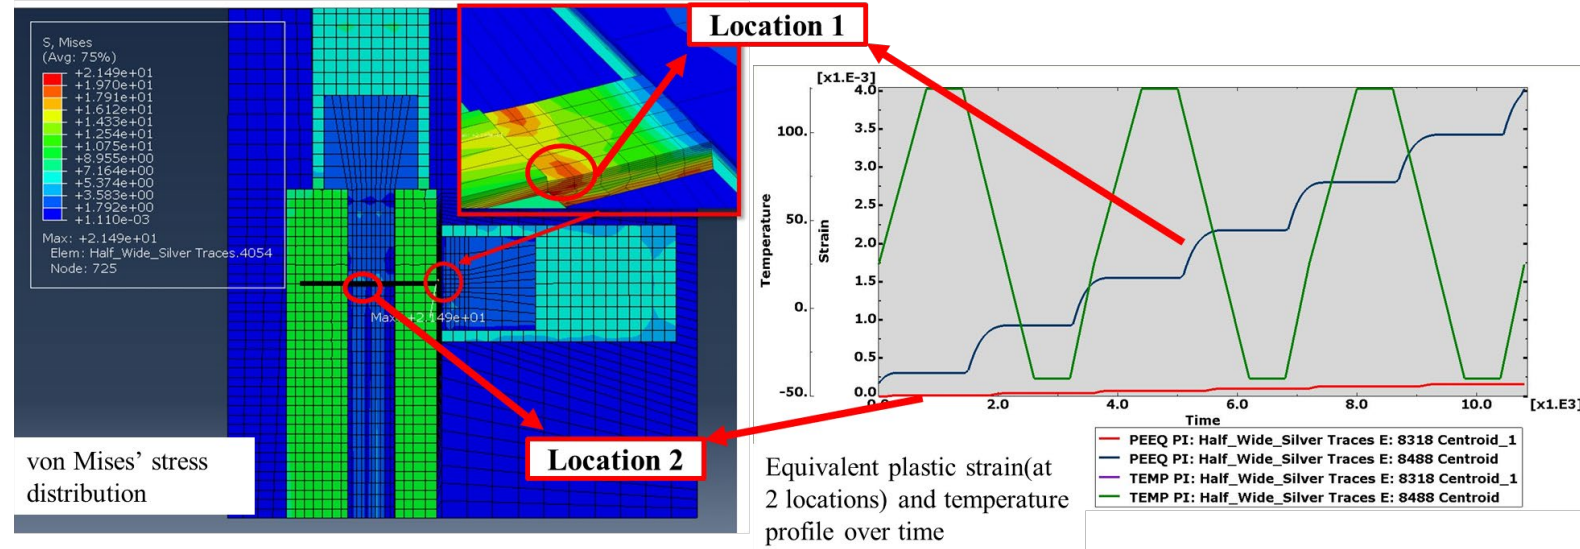 S, Mises
(Avg: 75%)
+2.149e+01
+1.970e+01
+1.791e+01
+1.612e+01
+1.433e+01
+1.254e+01
+1.075e+01
+8.955e+00
+7.164e+00
+5.374e+00
+3.583e+00
+1.792e+00
+1.110e-03
Max: +2.149e+01
Elem: Half_Wide_Silver Traces.4054
Node: 725
Max: +2.149e+01
von Mises’ stress
distribution
Location 1
Location 2
[x1.E-3]
4.0
3.5
3.0
2.5
2.0
1.5
1.0
0.5
0.0
100.
50.
0.
-50.
Temperature
Strain
2.0
4.0
6.0
8.0
10.0
[x1.E3]
Time
PEEQ PI: Half_Wide_Silver Traces E: 8318 Centroid_1
PEEQ PI: Half_Wide_Silver Traces E: 8488 Centroid
TEMP PI: Half_Wide_Silver Traces E: 8318 Centroid_1
TEMP PI: Half_Wide_Silver Traces E: 8488 Centroid
Equivalent plastic strain(at
2 locations) and temperature
profile over time